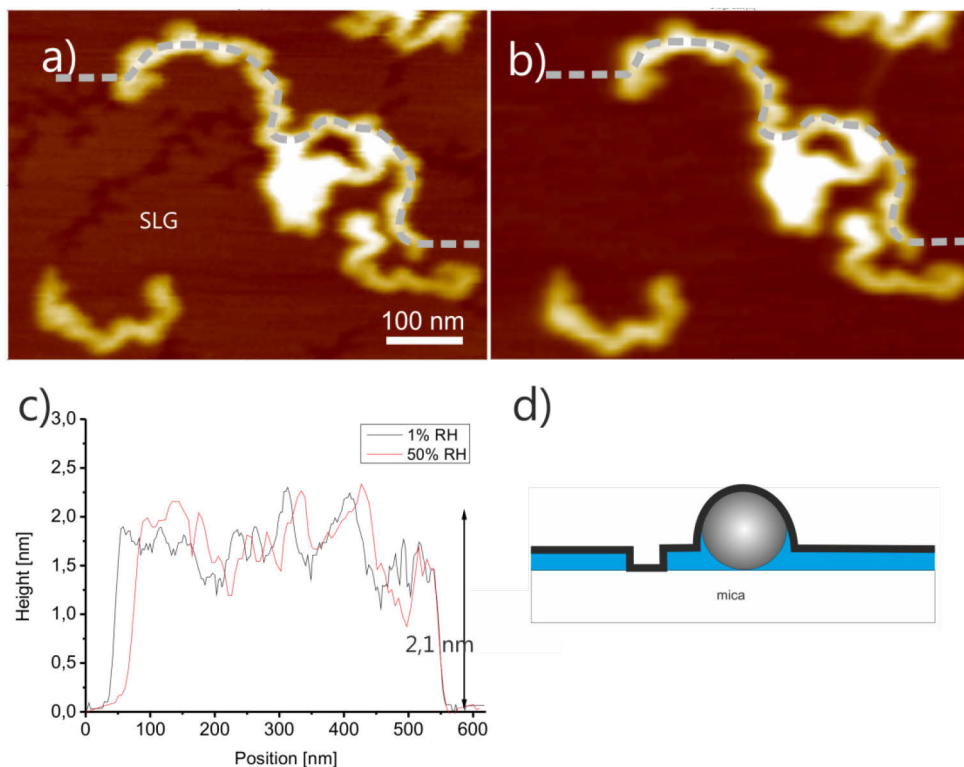 a)
SLG
100 nm
b)
c)
3,0
2,5
2,0
1,5
1,0
0,5
0,0
0
100
200
300
400
500
600
Height [nm]
Position [nm]
1% RH
50% RH
2,1 nm
d)
mica